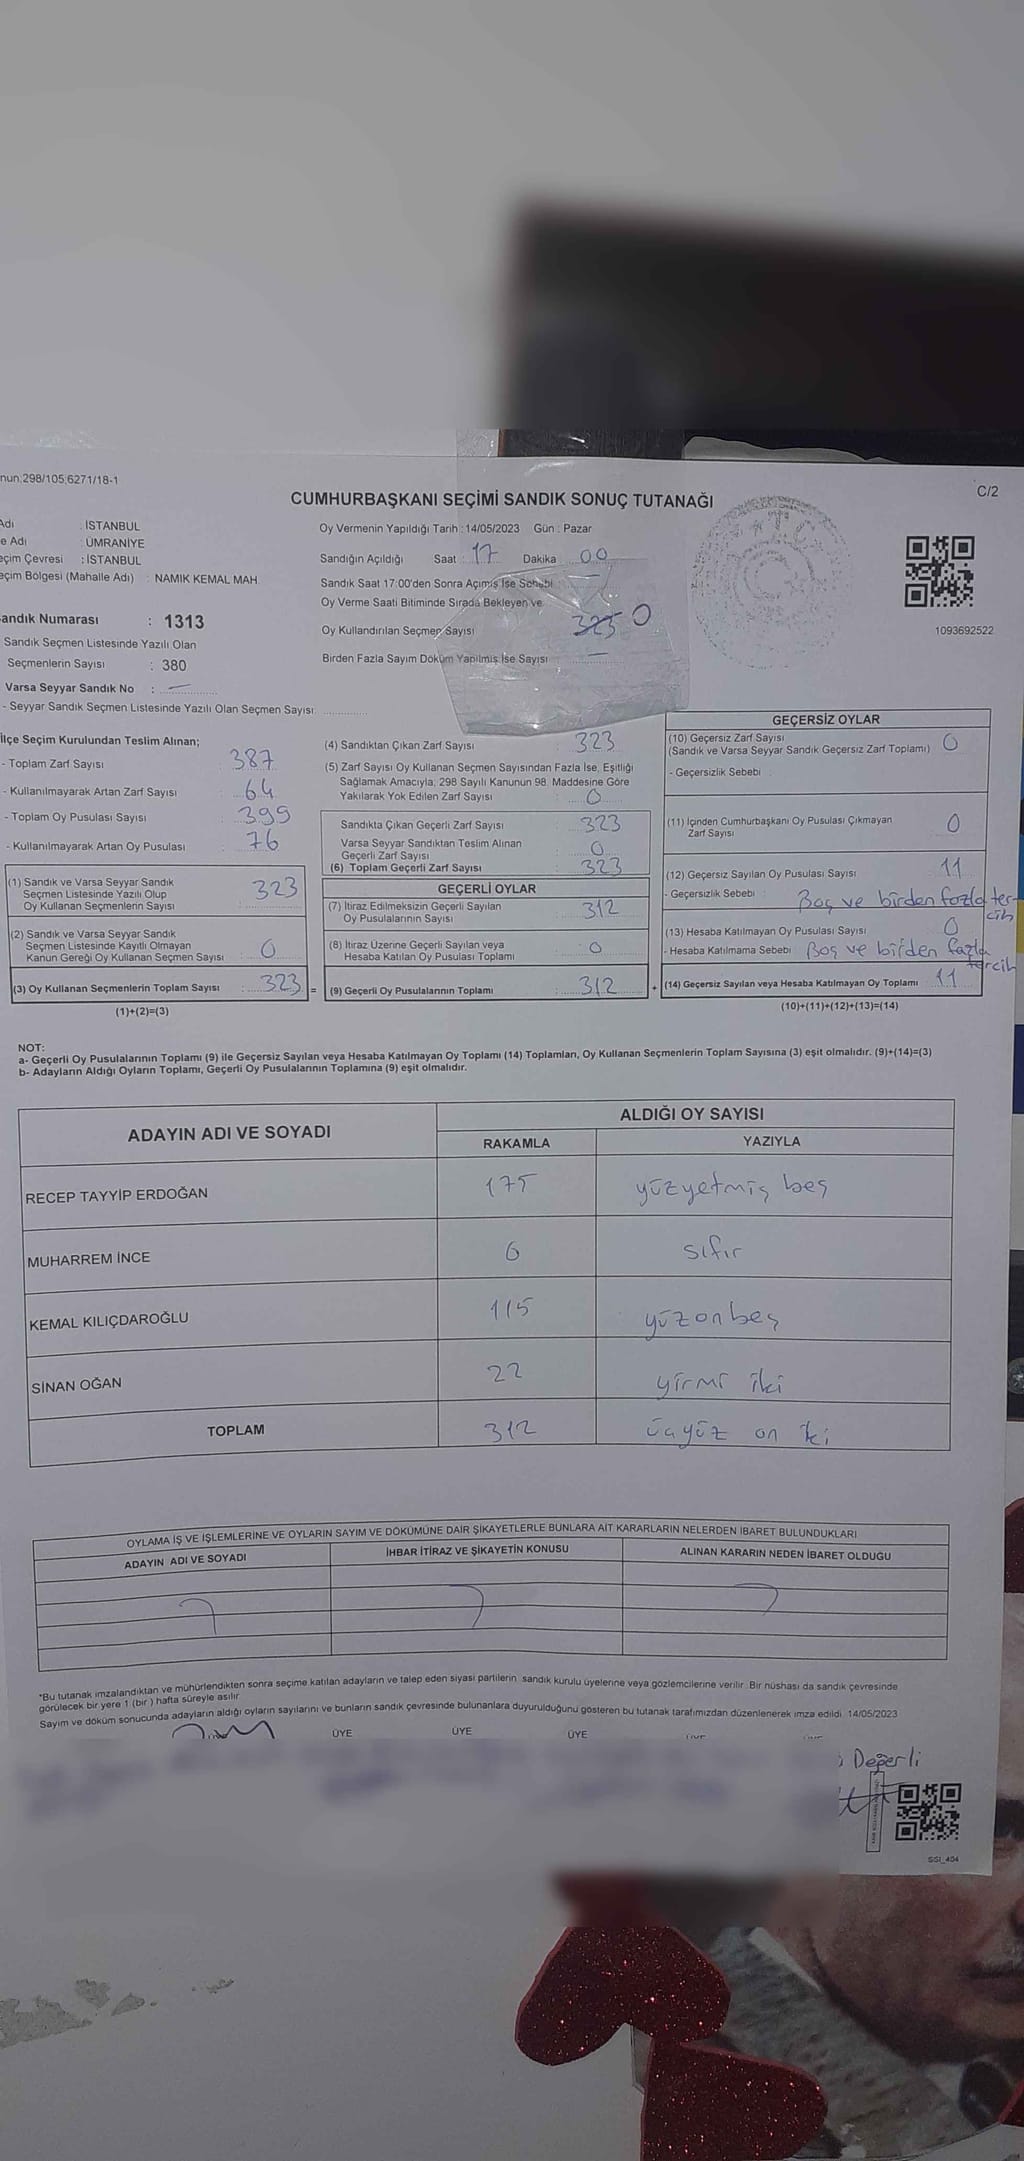 nun:298/105;6271/18-1
C/2
CUMHURBAŞKANI SEÇİMİ SANDIK SONUÇ TUTANAĞI
Adı : İSTANBUL
e Adı : ÜMRANİYE
eçim Çevresi : İSTANBUL
eçim Bölgesi (Mahalle Adı) : NAMIK KEMAL MAH.
Oy Vermenin Yapıldığı Tarih : 14/05/2023 Gün : Pazar
Sandığın Açıldığı Saat : 17 Dakika : 00
Sandık Saat 17:00'den Sonra Açımış İse Sebebi
Oy Verme Saati Bitiminde Sırada Bekleyen ve
Oy Kullandırılan Seçmen Sayısı 325 0
Birden Fazla Sayım Döküm Yapılmış İse Sayısı —
1093692522
Sandık Numarası : 1313
Sandık Seçmen Listesinde Yazılı Olan
Seçmenlerin Sayısı : 380
Varsa Seyyar Sandık No : —
- Seyyar Sandık Seçmen Listesinde Yazılı Olan Seçmen Sayısı:
İlçe Seçim Kurulundan Teslim Alınan;
- Toplam Zarf Sayısı : 387
- Kullanılmayarak Artan Zarf Sayısı : 64
- Toplam Oy Pusulası Sayısı : 399
- Kullanılmayarak Artan Oy Pusulası : 76
(1) Sandık ve Varsa Seyyar Sandık
Seçmen Listesinde Yazılı Olup
Oy Kullanan Seçmenlerin Sayısı : 323
(2) Sandık ve Varsa Seyyar Sandık
Seçmen Listesinde Kayıtlı Olmayan
Kanun Gereği Oy Kullanan Seçmen Sayısı : 0
(3) Oy Kullanan Seçmenlerin Toplam Sayısı : 323 =
(1)+(2)=(3)
(4) Sandıktan Çıkan Zarf Sayısı : 323
(5) Zarf Sayısı Oy Kullanan Seçmen Sayısından Fazla İse, Eşitliği
Sağlamak Amacıyla; 298 Sayılı Kanunun 98. Maddesine Göre
Yakılarak Yok Edilen Zarf Sayısı : 0
Sandıkta Çıkan Geçerli Zarf Sayısı : 323
Varsa Seyyar Sandıktan Teslim Alınan
Geçerli Zarf Sayısı : 0
(6) Toplam Geçerli Zarf Sayısı : 323
GEÇERLİ OYLAR
(7) İtiraz Edilmeksizin Geçerli Sayılan
Oy Pusulalarının Sayısı : 312
(8) İtiraz Üzerine Geçerli Sayılan veya
Hesaba Katılan Oy Pusulası Toplamı : 0
(9) Geçerli Oy Pusulalarının Toplamı : 312 +
GEÇERSİZ OYLAR
(10) Geçersiz Zarf Sayısı
(Sandık ve Varsa Seyyar Sandık Geçersiz Zarf Toplamı) : 0
- Geçersizlik Sebebi :
(11) İçinden Cumhurbaşkanı Oy Pusulası Çıkmayan
Zarf Sayısı : 0
(12) Geçersiz Sayılan Oy Pusulası Sayısı : 11
- Geçersizlik Sebebi : Boş ve birden fazla ter-
cih
(13) Hesaba Katılmayan Oy Pusulası Sayısı : 0
- Hesaba Katılmama Sebebi : Boş ve birden fazla
tercih
(14) Geçersiz Sayılan veya Hesaba Katılmayan Oy Toplamı : 11
(10)+(11)+(12)+(13)=(14)
NOT:
a- Geçerli Oy Pusulalarının Toplamı (9) ile Geçersiz Sayılan veya Hesaba Katılmayan Oy Toplamı (14) Toplamları, Oy Kullanan Seçmenlerin Toplam Sayısına (3) eşit olmalıdır. (9)+(14)=(3)
b- Adayların Aldığı Oyların Toplamı, Geçerli Oy Pusulalarının Toplamına (9) eşit olmalıdır.
ADAYIN ADI VE SOYADI
ALDIĞI OY SAYISI
RAKAMLA YAZIYLA
RECEP TAYYİP ERDOĞAN 175 yüzyetmiş beş
MUHARREM İNCE 0 sıfır
KEMAL KILIÇDAROĞLU 115 yüzonbeş
SİNAN OĞAN 22 yirmi iki
TOPLAM 312 üçyüz on iki
OYLAMA İŞ VE İŞLEMLERİNE VE OYLARIN SAYIM VE DÖKÜMÜNE DAİR ŞİKAYETLERLE BUNLARA AİT KARARLARIN NELERDEN İBARET BULUNDUKLARI
ADAYIN ADI VE SOYADI İHBAR İTİRAZ VE ŞİKAYETİN KONUSU ALINAN KARARIN NEDEN İBARET OLDUĞU
*Bu tutanak imzalandıktan ve mühürlendikten sonra seçime katılan adayların ve talep eden siyasi partilerin sandık kurulu üyelerine veya gözlemcilerine verilir. Bir nüshası da sandık çevresinde
görülecek bir yere 1 (bir) hafta süreyle asılır.
Sayım ve döküm sonucunda adayların aldığı oyların sayılarını ve bunların sandık çevresinde bulunanlara duyurulduğunu gösteren bu tutanak tarafımızdan düzenlenerek imza edildi. 14/05/2023
ÜYE ÜYE ÜYE
Değerli
SSI_404